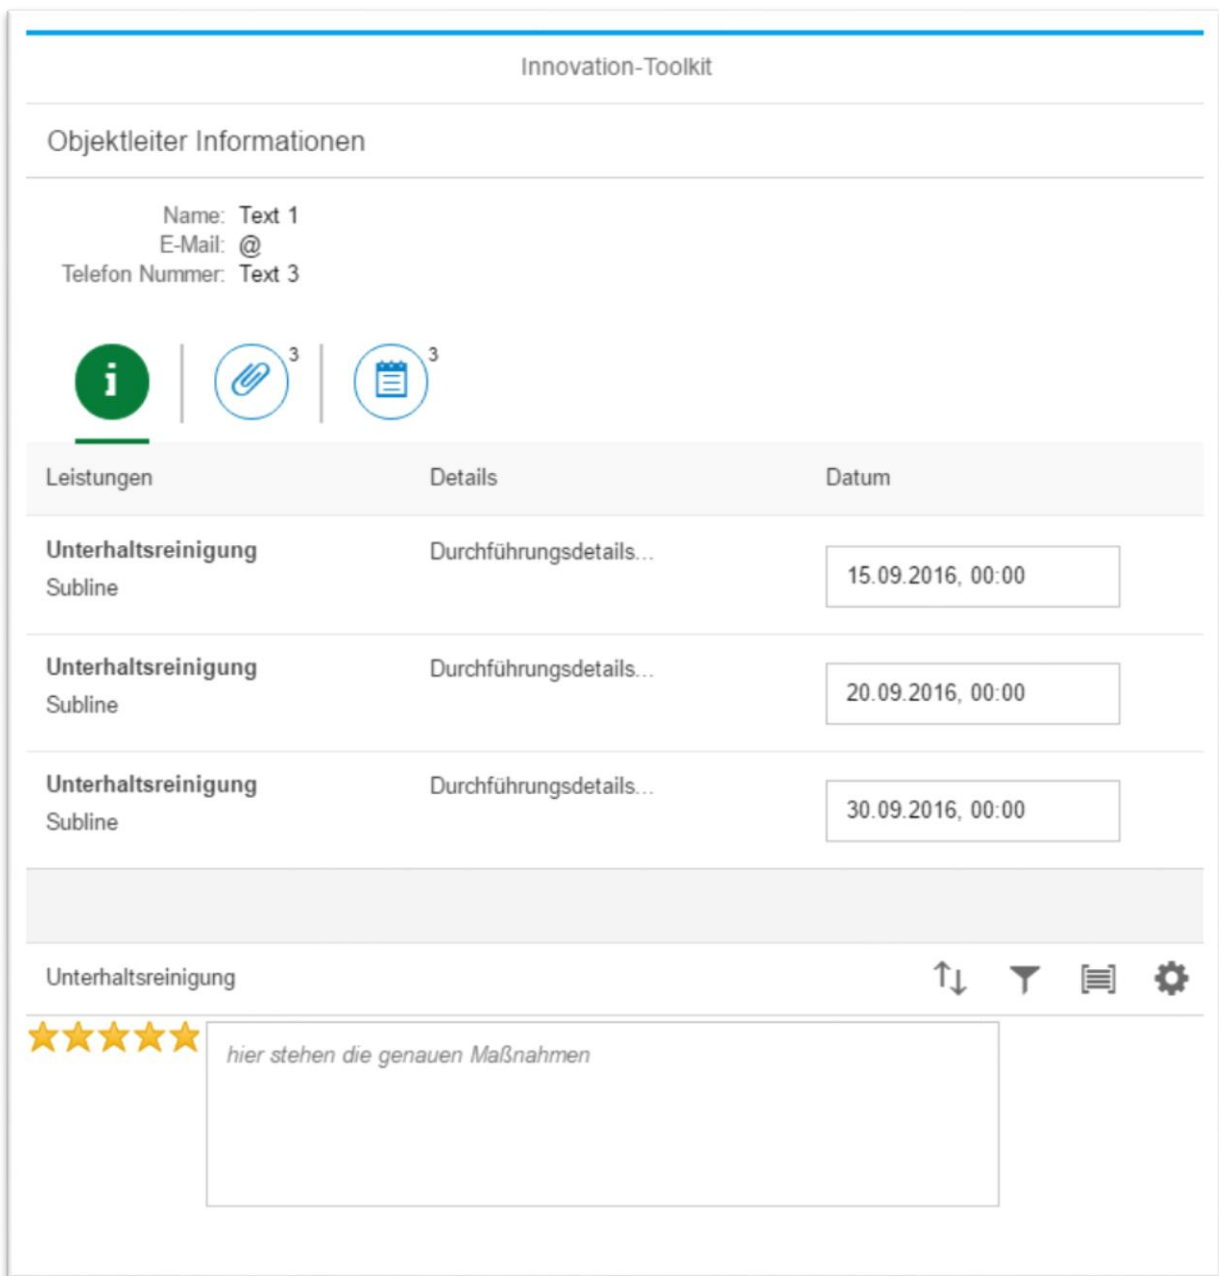 Innovation-Toolkit
Objektleiter Informationen
Name: Text 1
E-Mail: @
Telefon Nummer: Text 3
3 3
Leistungen Details Datum
Unterhaltsreinigung Durchführungsdetails...
Subline 15.09.2016, 00:00
Unterhaltsreinigung Durchführungsdetails...
Subline 20.09.2016, 00:00
Unterhaltsreinigung Durchführungsdetails...
Subline 30.09.2016, 00:00
Unterhaltsreinigung
hier stehen die genauen Maßnahmen